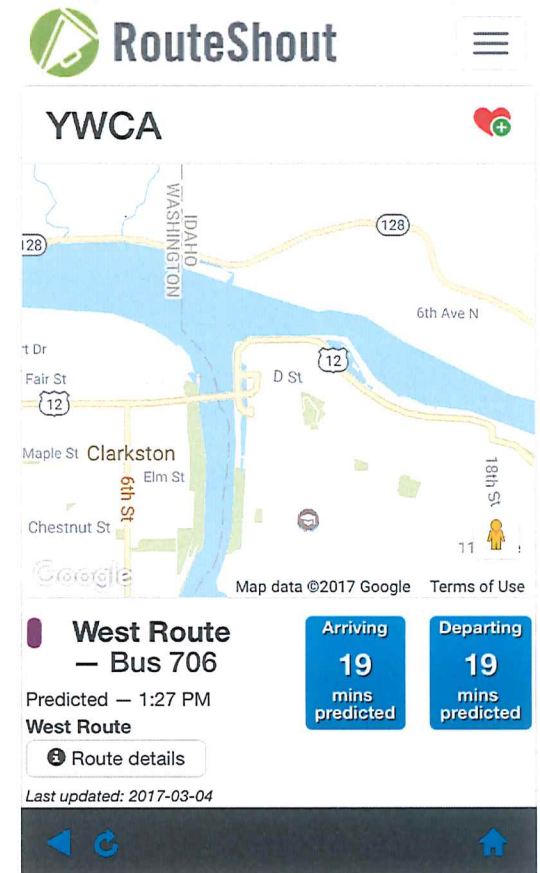 RouteShout
YWCA
IDAHO
WASHINGTON
128
128
6th Ave N
12
t Dr
Fair St
D St
12
Maple St
Clarkston
Elm St
6th St
18th St
Chestnut St
11
Google
Map data ©2017 Google
Terms of Use
West Route
— Bus 706
Predicted — 1:27 PM
West Route
Route details
Last updated: 2017-03-04
Arriving
19
mins
predicted
Departing
19
mins
predicted